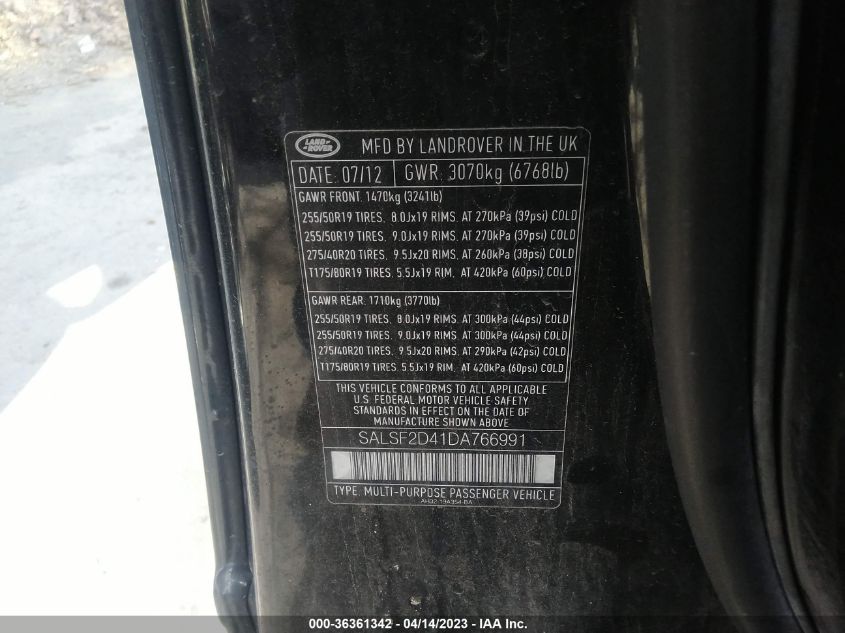 LAND ROVER
MFD BY LANDROVER IN THE UK
DATE: 07/12 GWR: 3070kg (6768lb)
GAWR FRONT: 1470kg (3241lb)
255/50R19 TIRES. 8.0Jx19 RIMS. AT 270kPa (39psi) COLD
255/50R19 TIRES. 9.0Jx19 RIMS. AT 270kPa (39psi) COLD
275/40R20 TIRES. 9.5Jx20 RIMS. AT 260kPa (38psi) COLD
T175/80R19 TIRES. 5.5Jx19 RIM. AT 420kPa (60psi) COLD
GAWR REAR: 1710kg (3770lb)
255/50R19 TIRES. 8.0Jx19 RIMS. AT 300kPa (44psi) COLD
255/50R19 TIRES. 9.0Jx19 RIMS. AT 300kPa (44psi) COLD
275/40R20 TIRES. 9.5Jx20 RIMS. AT 290kPa (42psi) COLD
T175/80R19 TIRES. 5.5Jx19 RIM. AT 420kPa (60psi) COLD
THIS VEHICLE CONFORMS TO ALL APPLICABLE
U.S. FEDERAL MOTOR VEHICLE SAFETY
STANDARDS IN EFFECT ON THE DATE OF
MANUFACTURE SHOWN ABOVE
SALSF2D41DA766991
TYPE: MULTI-PURPOSE PASSENGER VEHICLE
000-36361342 - 04/14/2023 - IAA Inc.